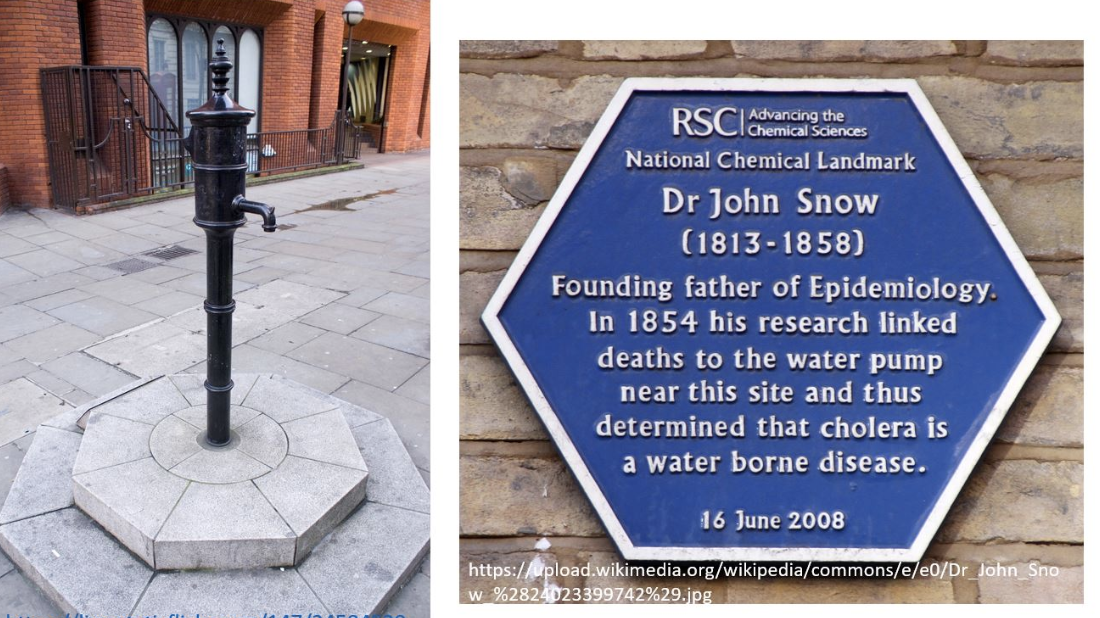 RSC | Advancing the
Chemical Sciences
National Chemical Landmark
Dr John Snow
(1813-1858)
Founding father of Epidemiology.
In 1854 his research linked
deaths to the water pump
near this site and thus
determined that cholera is
a water borne disease.
16 June 2008
https://upload.wikimedia.org/wikipedia/commons/e/e0/Dr_John_Sno
w_%2824023399742%29.jpg